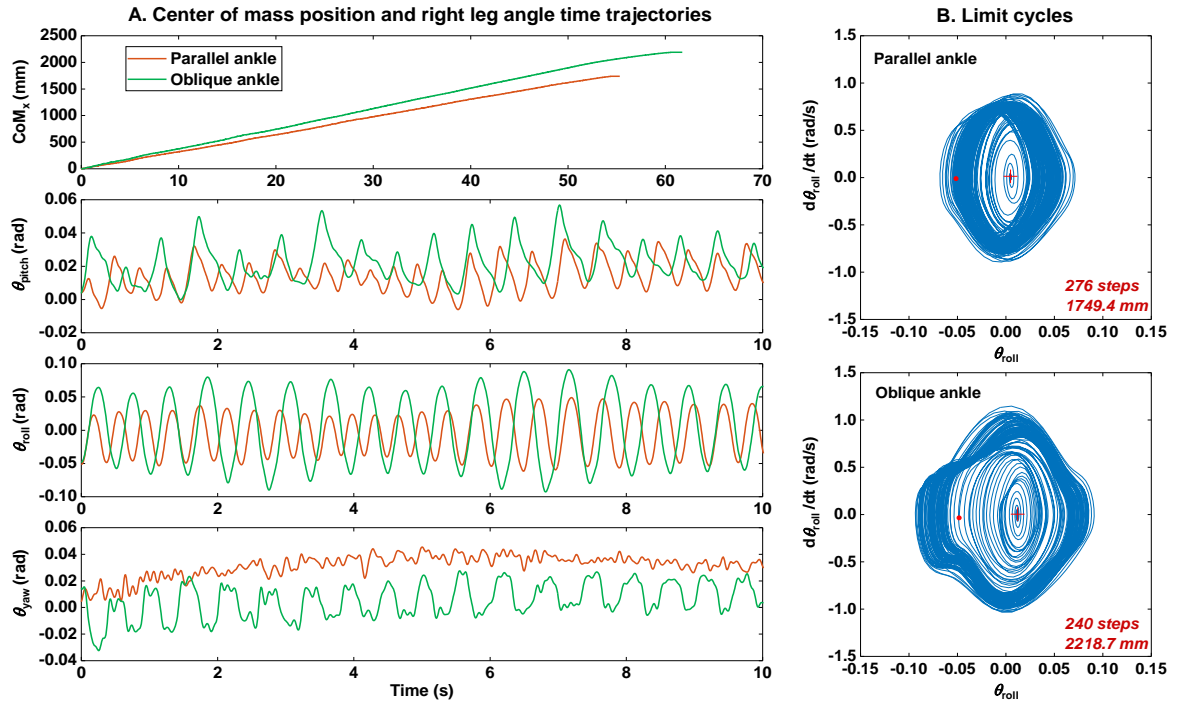 A. Center of mass position and right leg angle time trajectories
CoMx (mm)
2500
2000
1500
1000
500
0
Parallel ankle
Oblique ankle
0 10 20 30 40 50 60 70
θpitch (rad)
0.06
0.04
0.02
0.00
-0.02
0 2 4 6 8 10
θroll (rad)
0.10
0.05
0.00
-0.05
-0.10
0 2 4 6 8 10
θyaw (rad)
0.06
0.04
0.02
0.00
-0.02
-0.04
0 2 4 6 8 10
Time (s)
B. Limit cycles
Parallel ankle
dθroll/dt (rad/s)
1.5
1.0
0.5
0.0
-0.5
-1.0
-1.5
276 steps
1749.4 mm
-0.15 -0.10 -0.05 0.00 0.05 0.10 0.15
θroll
Oblique ankle
dθroll/dt (rad/s)
1.5
1.0
0.5
0.0
-0.5
-1.0
-1.5
240 steps
2218.7 mm
-0.15 -0.10 -0.05 0.00 0.05 0.10 0.15
θroll